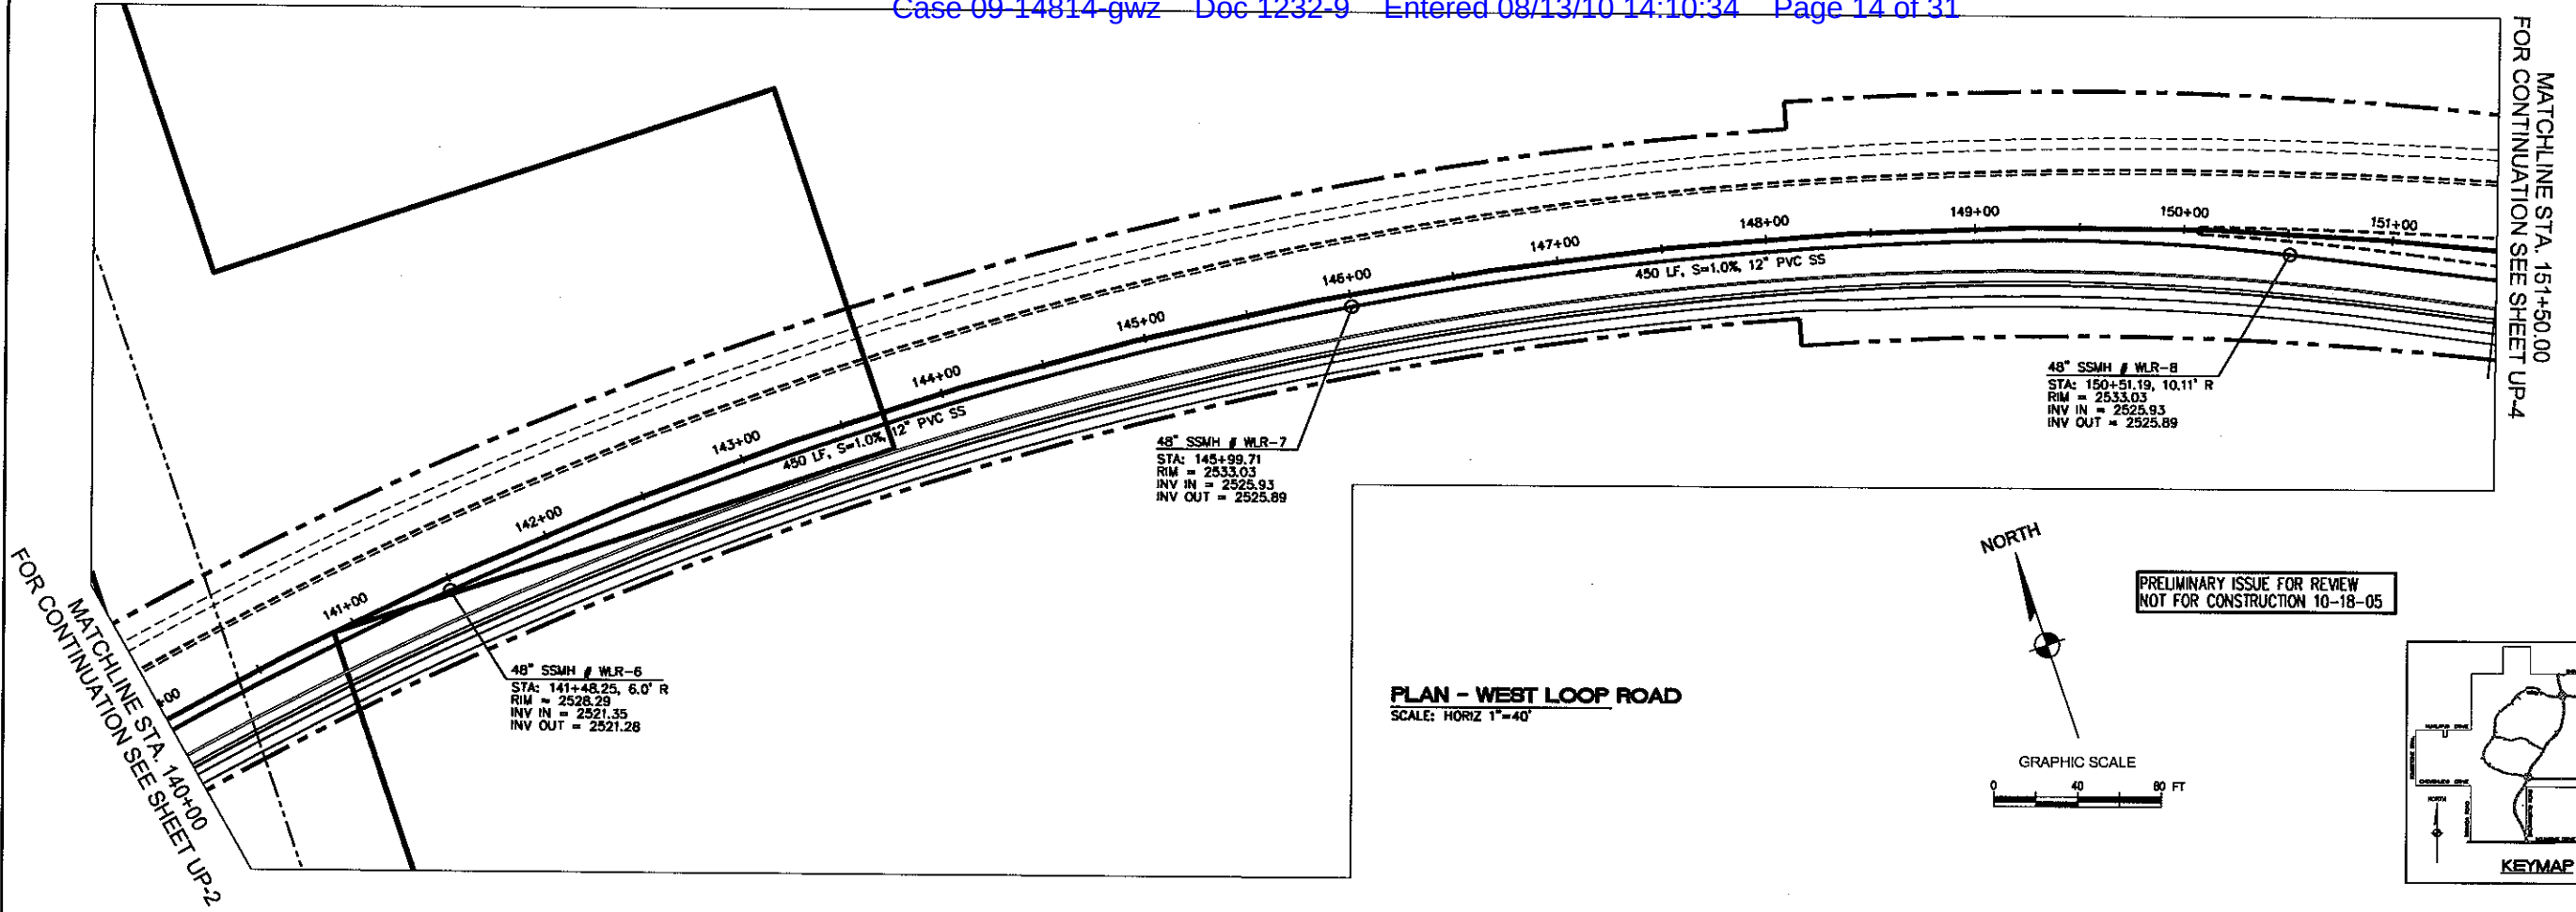 Case 09-14814-gwz Doc 1232-9 Entered 08/13/10 14:10:34 Page 14 of 31
MATCHLINE STA. 151+50.00
FOR CONTINUATION SEE SHEET UP-4
141+00
142+00
143+00
144+00
145+00
146+00
147+00
148+00
149+00
150+00
151+00
+00
450 LF, S=1.0%, 12" PVC SS
450 LF, S=1.0%, 12" PVC SS
48" SSMH # WLR-8
STA: 150+51.19, 10.11' R
RIM = 2533.03
INV IN = 2525.93
INV OUT = 2525.89
48" SSMH # WLR-7
STA: 145+99.71
RIM = 2533.03
INV IN = 2525.93
INV OUT = 2525.89
48" SSMH # WLR-6
STA: 141+48.25, 6.0' R
RIM = 2528.29
INV IN = 2521.35
INV OUT = 2521.28
MATCHLINE STA. 140+00
FOR CONTINUATION SEE SHEET UP-2
NORTH
PRELIMINARY ISSUE FOR REVIEW
NOT FOR CONSTRUCTION 10-18-05
PLAN - WEST LOOP ROAD
SCALE: HORIZ 1"=40'
GRAPHIC SCALE
0 40 80 FT
NORTH
KEYMAP